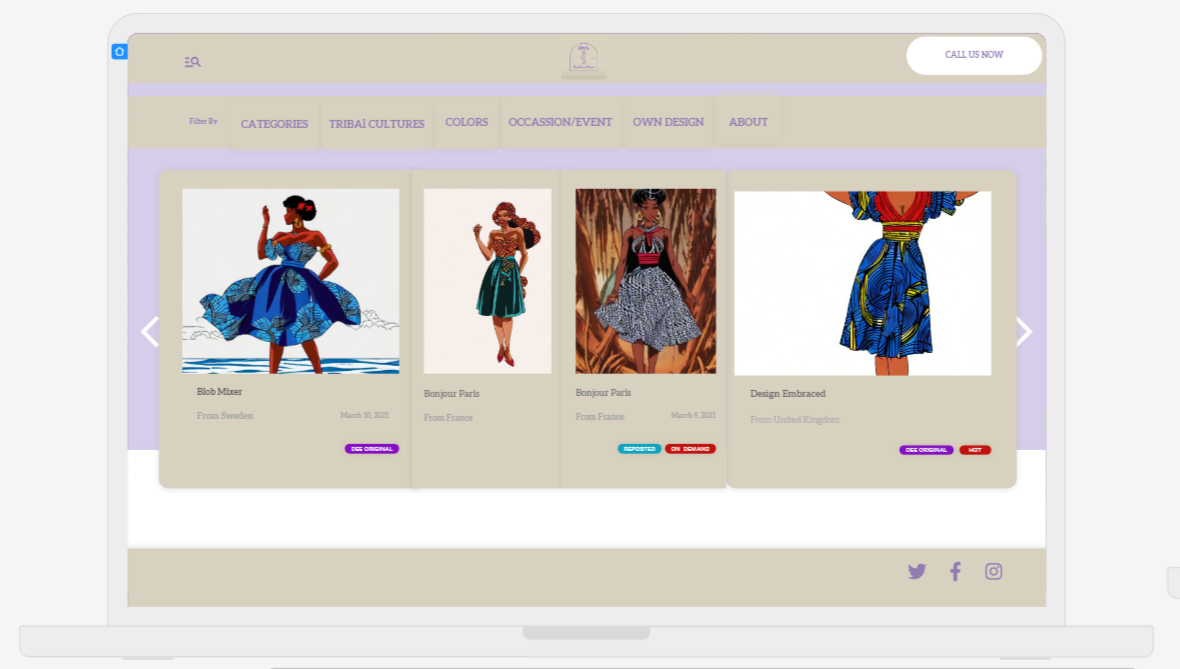 CALL US NOW
Filter By
CATEGORIES
TRIBAl CULTURES
COLORS
OCCASSION/EVENT
OWN DESIGN
ABOUT
Blob Mixer
From Sweden
March 10, 2021
DEE ORIGINAL
Bonjour Paris
From France
Bonjour Paris
From France
March 9, 2021
REPOSTED
ON DEMAND
Design Embraced
From United Kingdom
DEE ORIGINAL
HOT